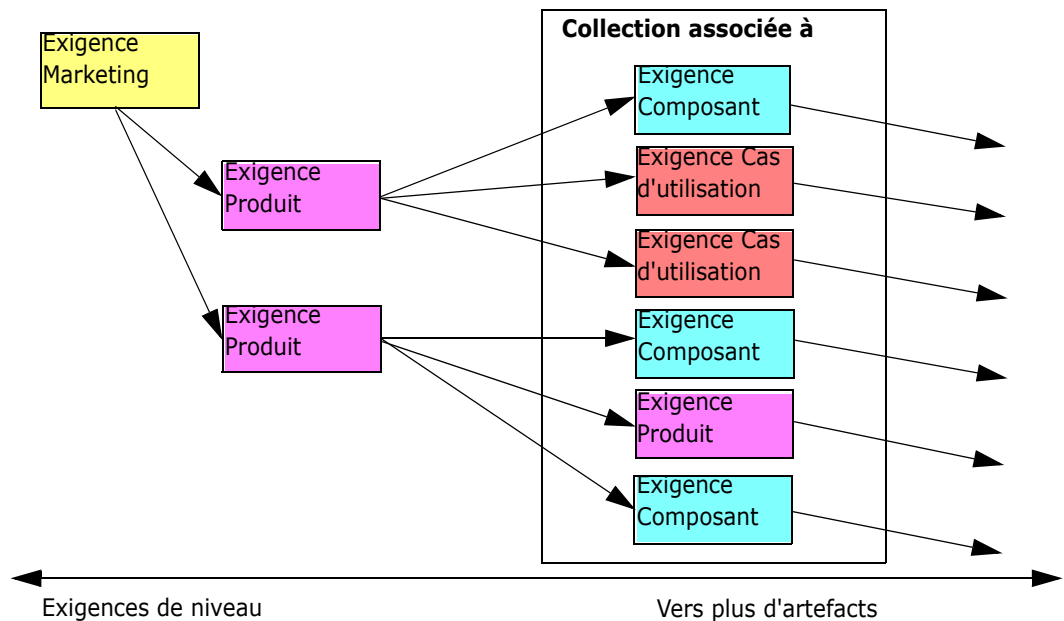 Collection associée à
Exigence
Marketing
Exigence
Composant
Exigence Cas
d'utilisation
Exigence
Produit
Exigence Cas
d'utilisation
Exigence
Produit
Exigence
Composant
Exigence
Produit
Exigence
Composant
Exigences de niveau
Vers plus d'artefacts